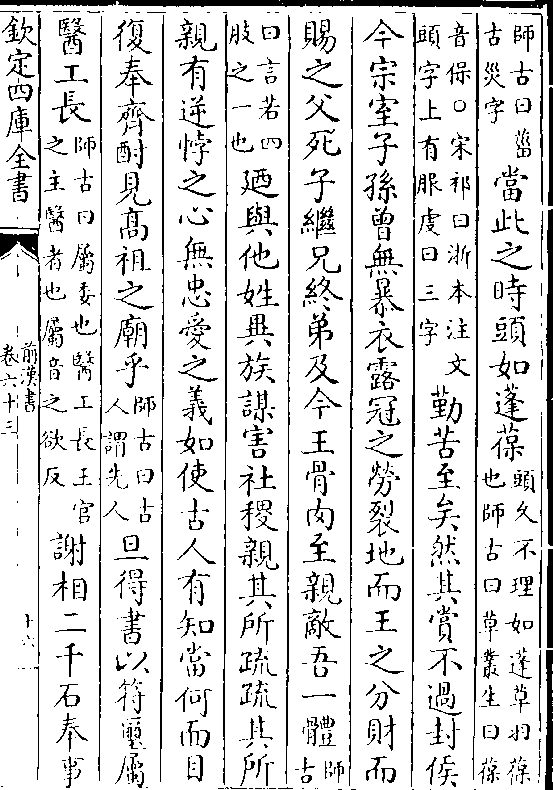 師古曰菑
古災字
當此之時頭如蓬葆
頭久不理如蓬草羽葆
也師古曰草叢生曰葆
音保○宋祁曰浙本注文
頭字上有服虔曰三字
勤苦至矣然其賞不過封侯
今宗室子孫曾無暴衣露冠之勞裂地而王之分財而
賜之父死子繼兄終弟及今王骨肉至親敵吾一體
師古
曰言若四
肢之一也
廼與他姓異族謀害社稷親其所疏疏其所
親有逆悖之心無忠愛之義如使古人有知當何面目
復奉齊酎見髙祖之廟乎
師古曰古
人謂先人
旦得書以符璽屬
醫工長
師古曰屬委也醫工長王官
之主醫者也屬音之欲反
謝相二千石奉事
欽定四庫全書
前漢書
卷六十三
十六